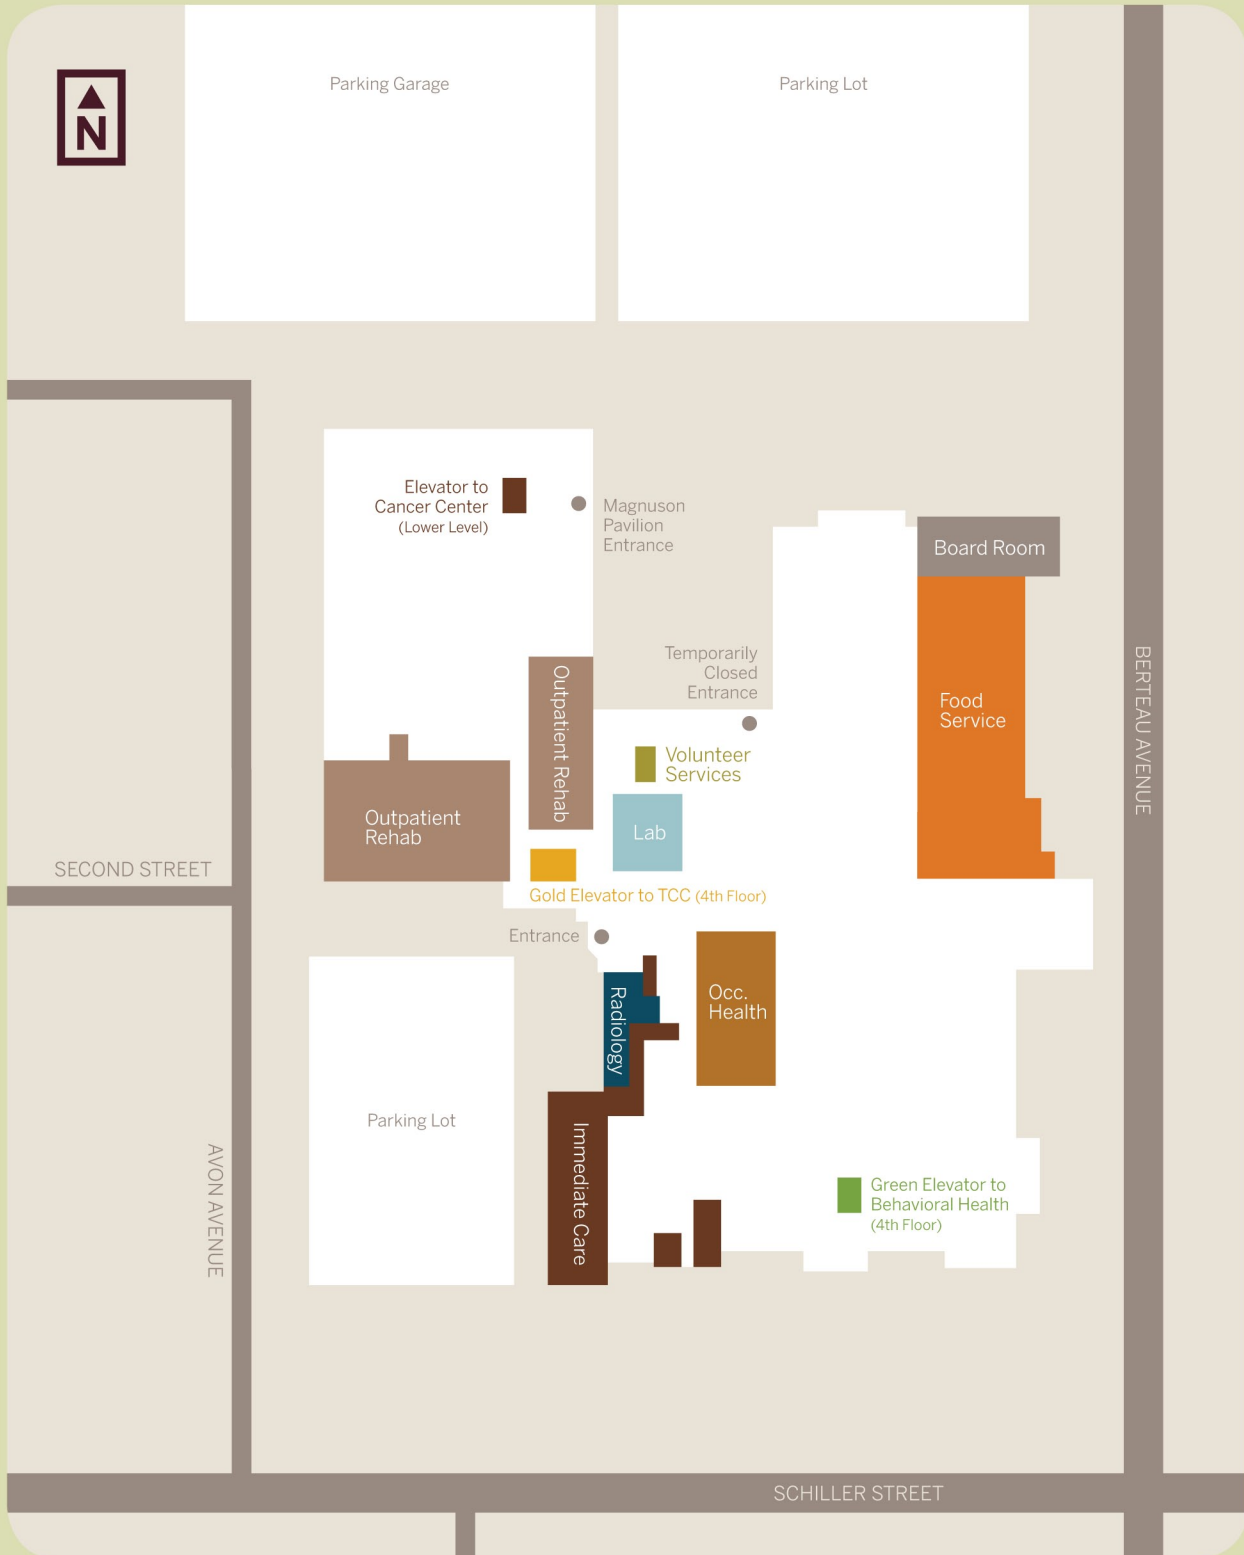 Parking Garage
Parking Lot
N
Elevator to
Cancer Center
(Lower Level)
Magnuson
Pavilion
Entrance
Board Room
Temporarily
Closed
Entrance
BERTEAU AVENUE
Food
Service
Outpatient Rehab
Volunteer
Services
Outpatient
Rehab
Lab
SECOND STREET
Gold Elevator to TCC (4th Floor)
Entrance
Radiology
Occ.
Health
Parking Lot
Immediate Care
AVON AVENUE
Green Elevator to
Behavioral Health
(4th Floor)
SCHILLER STREET